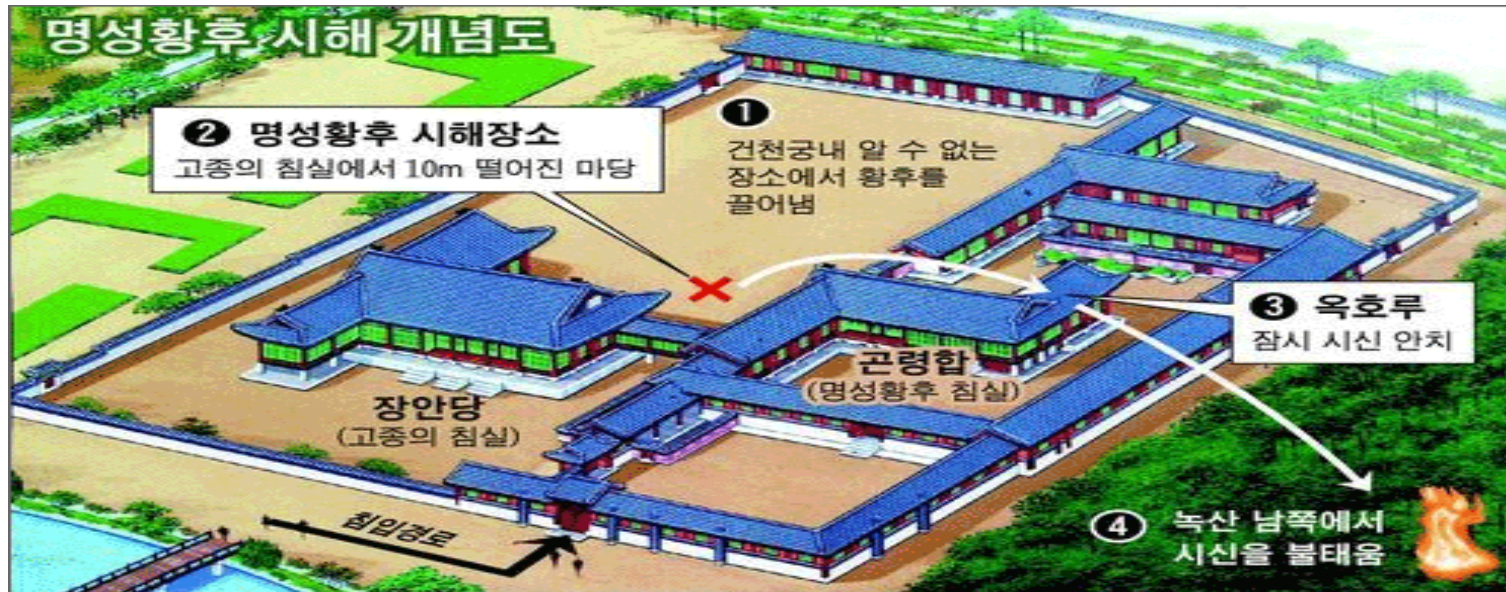 명성황후 시해 개념도
❶
건천궁내 알 수 없는
장소에서 황후를
끌어냄
❷ 명성황후 시해장소
고종의 침실에서 10m 떨어진 마당
❸ 옥호루
잠시 시신 안치
곤령합
(명성황후 침실)
장안당
(고종의 침실)
침입경로
❹ 녹산 남쪽에서
시신을 불태움